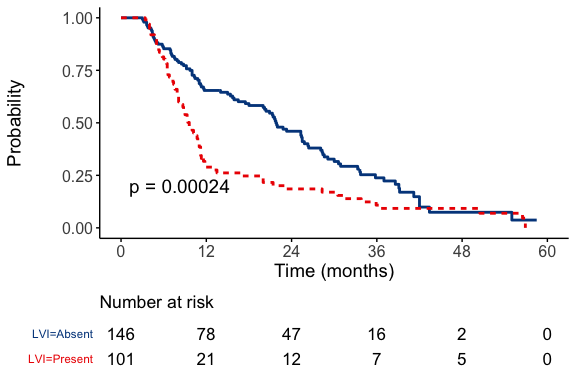 1.00
0.75
0.50
0.25
0.00
Probability
p = 0.00024
0 12 24 36 48 60
Time (months)
Number at risk
LVI=Absent 146 78 47 16 2 0
LVI=Present 101 21 12 7 5 0